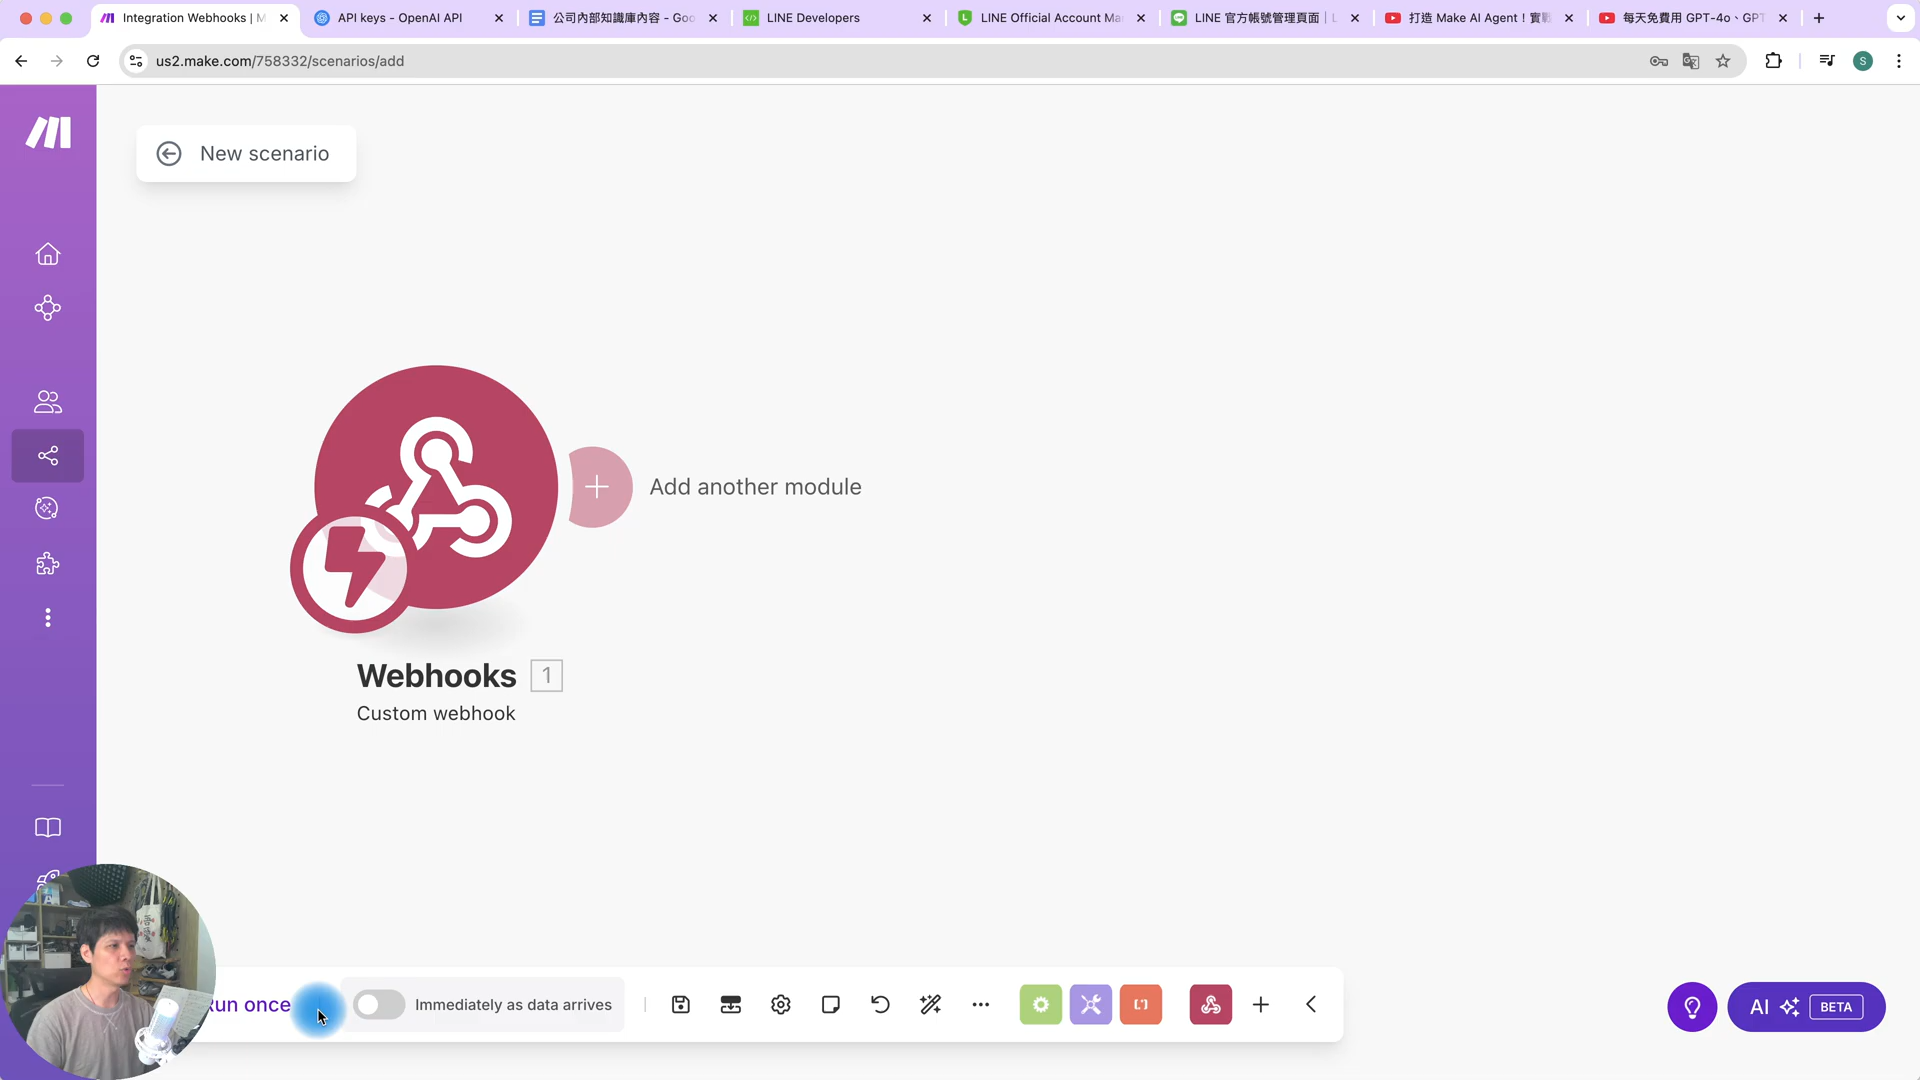 Integration Webhooks | M
API keys - OpenAI API
公司內部知識庫內容 - Goo
LINE Developers
LINE Official Account Ma
LINE 官方帳號管理頁面 | L
打造 Make AI Agent！實戰
每天免費用 GPT-4o、GPT
us2.make.com/758332/scenarios/add
S
New scenario
Add another module
Webhooks 1
Custom webhook
Run once
Immediately as data arrives
AI BETA